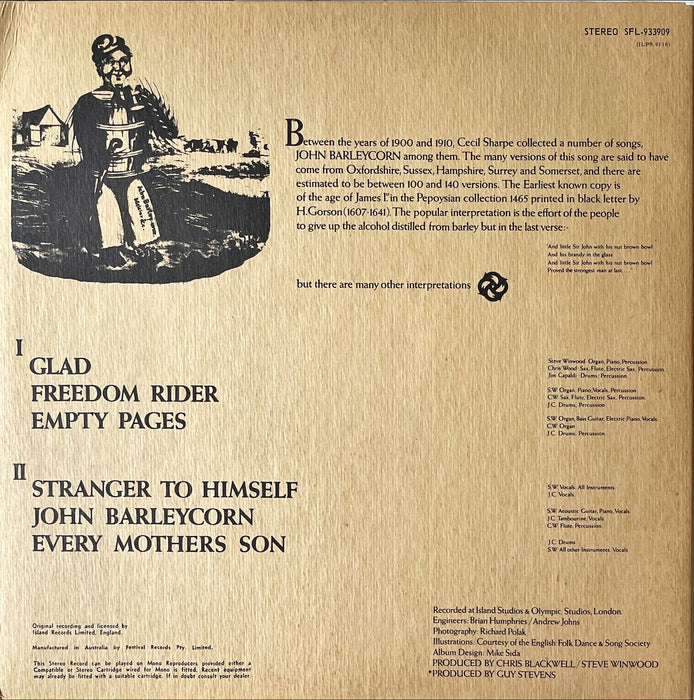 STEREO SFL-933909
(ILPS.9116)
Between the years of 1900 and 1910, Cecil Sharpe collected a number of songs,
JOHN BARLEYCORN among them. The many versions of this song are said to have
come from Oxfordshire, Sussex, Hampshire, Surrey and Somerset, and there are
estimated to be between 100 and 140 versions. The Earliest known copy is
of the age of James Ist in the Pepoysian collection 1465 printed in black letter by
H.Gorson (1607-1641). The popular interpretation is the effort of the people
to give up the alcohol distilled from barley but in the last verse:-
"And little Sir John with his nut brown bowl
And his brandy in the glass
And little Sir John with his nut brown bowl
Proved the strongest man at last...."
but there are many other interpretations
I
GLAD
FREEDOM RIDER
EMPTY PAGES
Steve Winwood Organ, Piano, Percussion.
Chris Wood Sax, Flute, Electric Sax, Percussion.
Jim Capaldi Drums, Percussion.
S.W Organ, Piano, Vocals, Percussion.
C.W Sax, Flute, Electric Sax, Percussion.
J.C. Drums, Percussion.
S.W Organ, Bass Guitar, Electric Piano, Vocals.
C.W Organ
J.C. Drums. Percussion
II
STRANGER TO HIMSELF
JOHN BARLEYCORN
EVERY MOTHERS SON
S.W Vocals. All Instruments.
J.C. Vocals.
S.W Acoustic Guitar, Piano, Vocals
J.C. Tambourine, Vocals
C.W Flute, Percussion.
J.C. Drums
S.W All other Instruments. Vocals
Original recording and licensed by
Island Records Limited, England.
Manufactured in Australia by Festival Records Pty. Limited.
This Stereo Record can be played on Mono Reproducers provided either a
Compatible or Stereo Cartridge wired for Mono is fitted. Recent equipment
may already be fitted with a suitable cartridge. If in doubt consult your dealer.
Recorded at Island Studios & Olympic Studios, London.
Engineers: Brian Humphries / Andrew Johns
Photography: Richard Polak
Illustrations: Courtesy of the English Folk Dance & Song Society
Album Design: Mike Sida
PRODUCED BY CHRIS BLACKWELL / STEVE WINWOOD
*PRODUCED BY GUY STEVENS